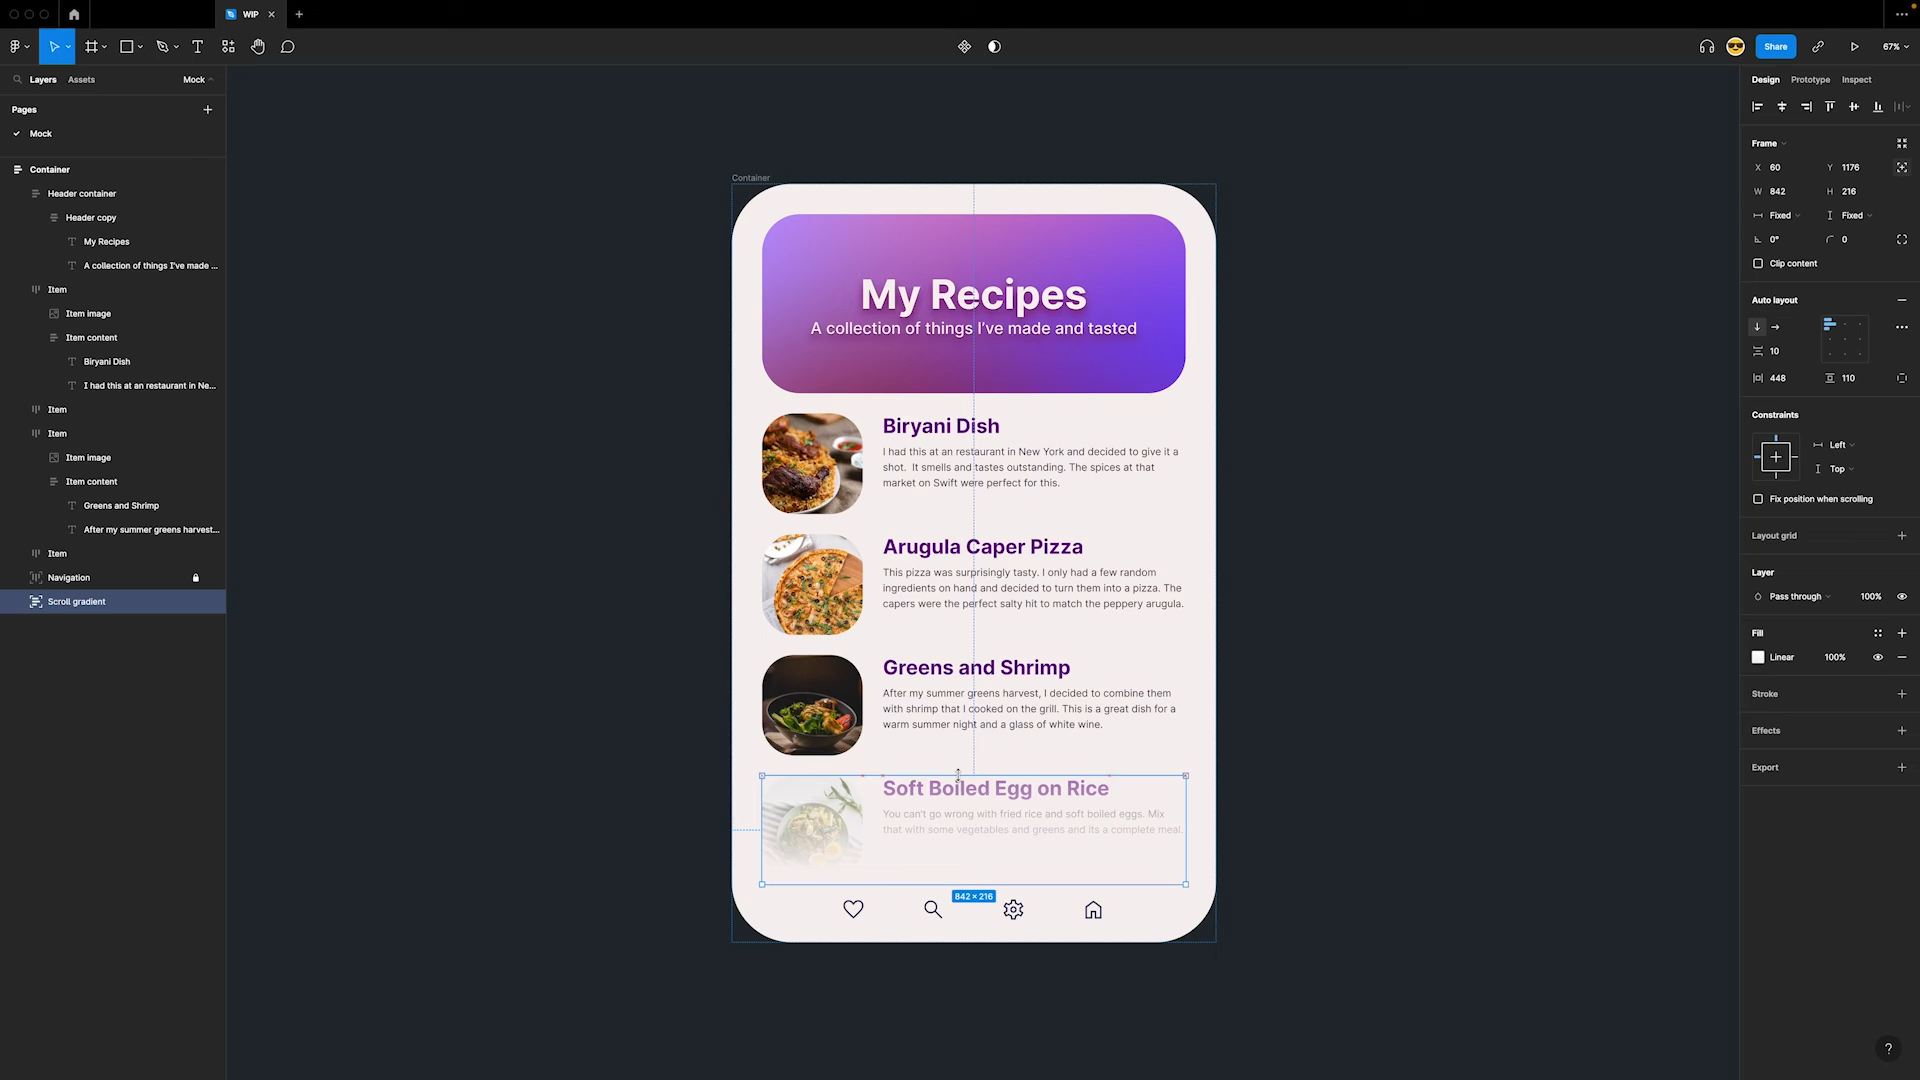 WIP
Share
67%
Layers
Assets
Mock
Pages
Mock
Container
Header container
Header copy
My Recipes
A collection of things I've made ...
Item
Item image
Item content
Biryani Dish
I had this at an restaurant in Ne...
Item
Item
Item image
Item content
Greens and Shrimp
After my summer greens harvest...
Item
Navigation
Scroll gradient
Container
My Recipes
A collection of things I've made and tasted
Biryani Dish
I had this at an restaurant in New York and decided to give it a
shot. It smells and tastes outstanding. The spices at that
market on Swift were perfect for this.
Arugula Caper Pizza
This pizza was surprisingly tasty. I only had a few random
ingredients on hand and decided to turn them into a pizza. The
capers were the perfect salty hit to match the peppery arugula.
Greens and Shrimp
After my summer greens harvest, I decided to combine them
with shrimp that I cooked on the grill. This is a great dish for a
warm summer night and a glass of white wine.
Soft Boiled Egg on Rice
You can't go wrong with fried rice and soft boiled eggs. Mix
that with some vegetables and greens and its a complete meal.
842 × 216
Design
Prototype
Inspect
Frame
X 60
Y 1176
W 842
H 216
Fixed
Fixed
0°
0
Clip content
Auto layout
10
448
110
Constraints
Left
Top
Fix position when scrolling
Layout grid
Layer
Pass through
100%
Fill
Linear
100%
Stroke
Effects
Export
?